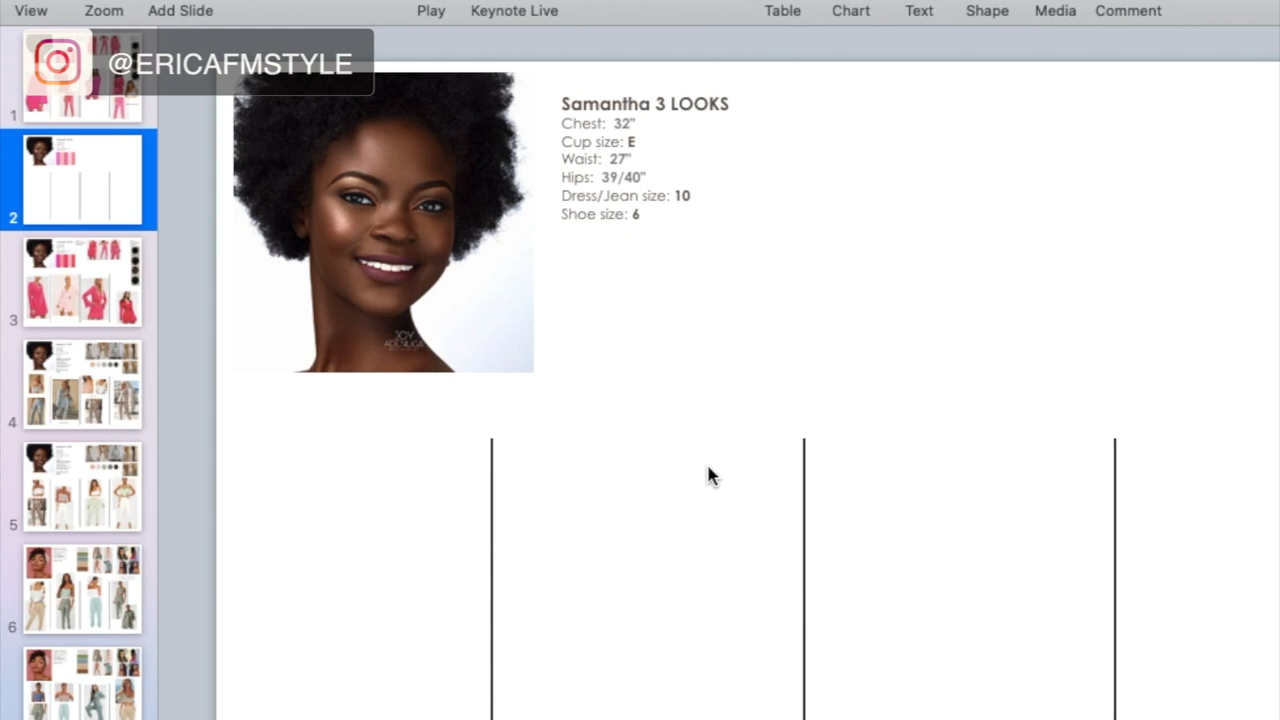 View Zoom Add Slide Play Keynote Live Table Chart Text Shape Media Comment
@ERICAFMSTYLE
1
2
3
4
5
6
Samantha 3 LOOKS
Chest: 32"
Cup size: E
Waist: 27"
Hips: 39/40"
Dress/Jean size: 10
Shoe size: 6
JOY
ADENUGA